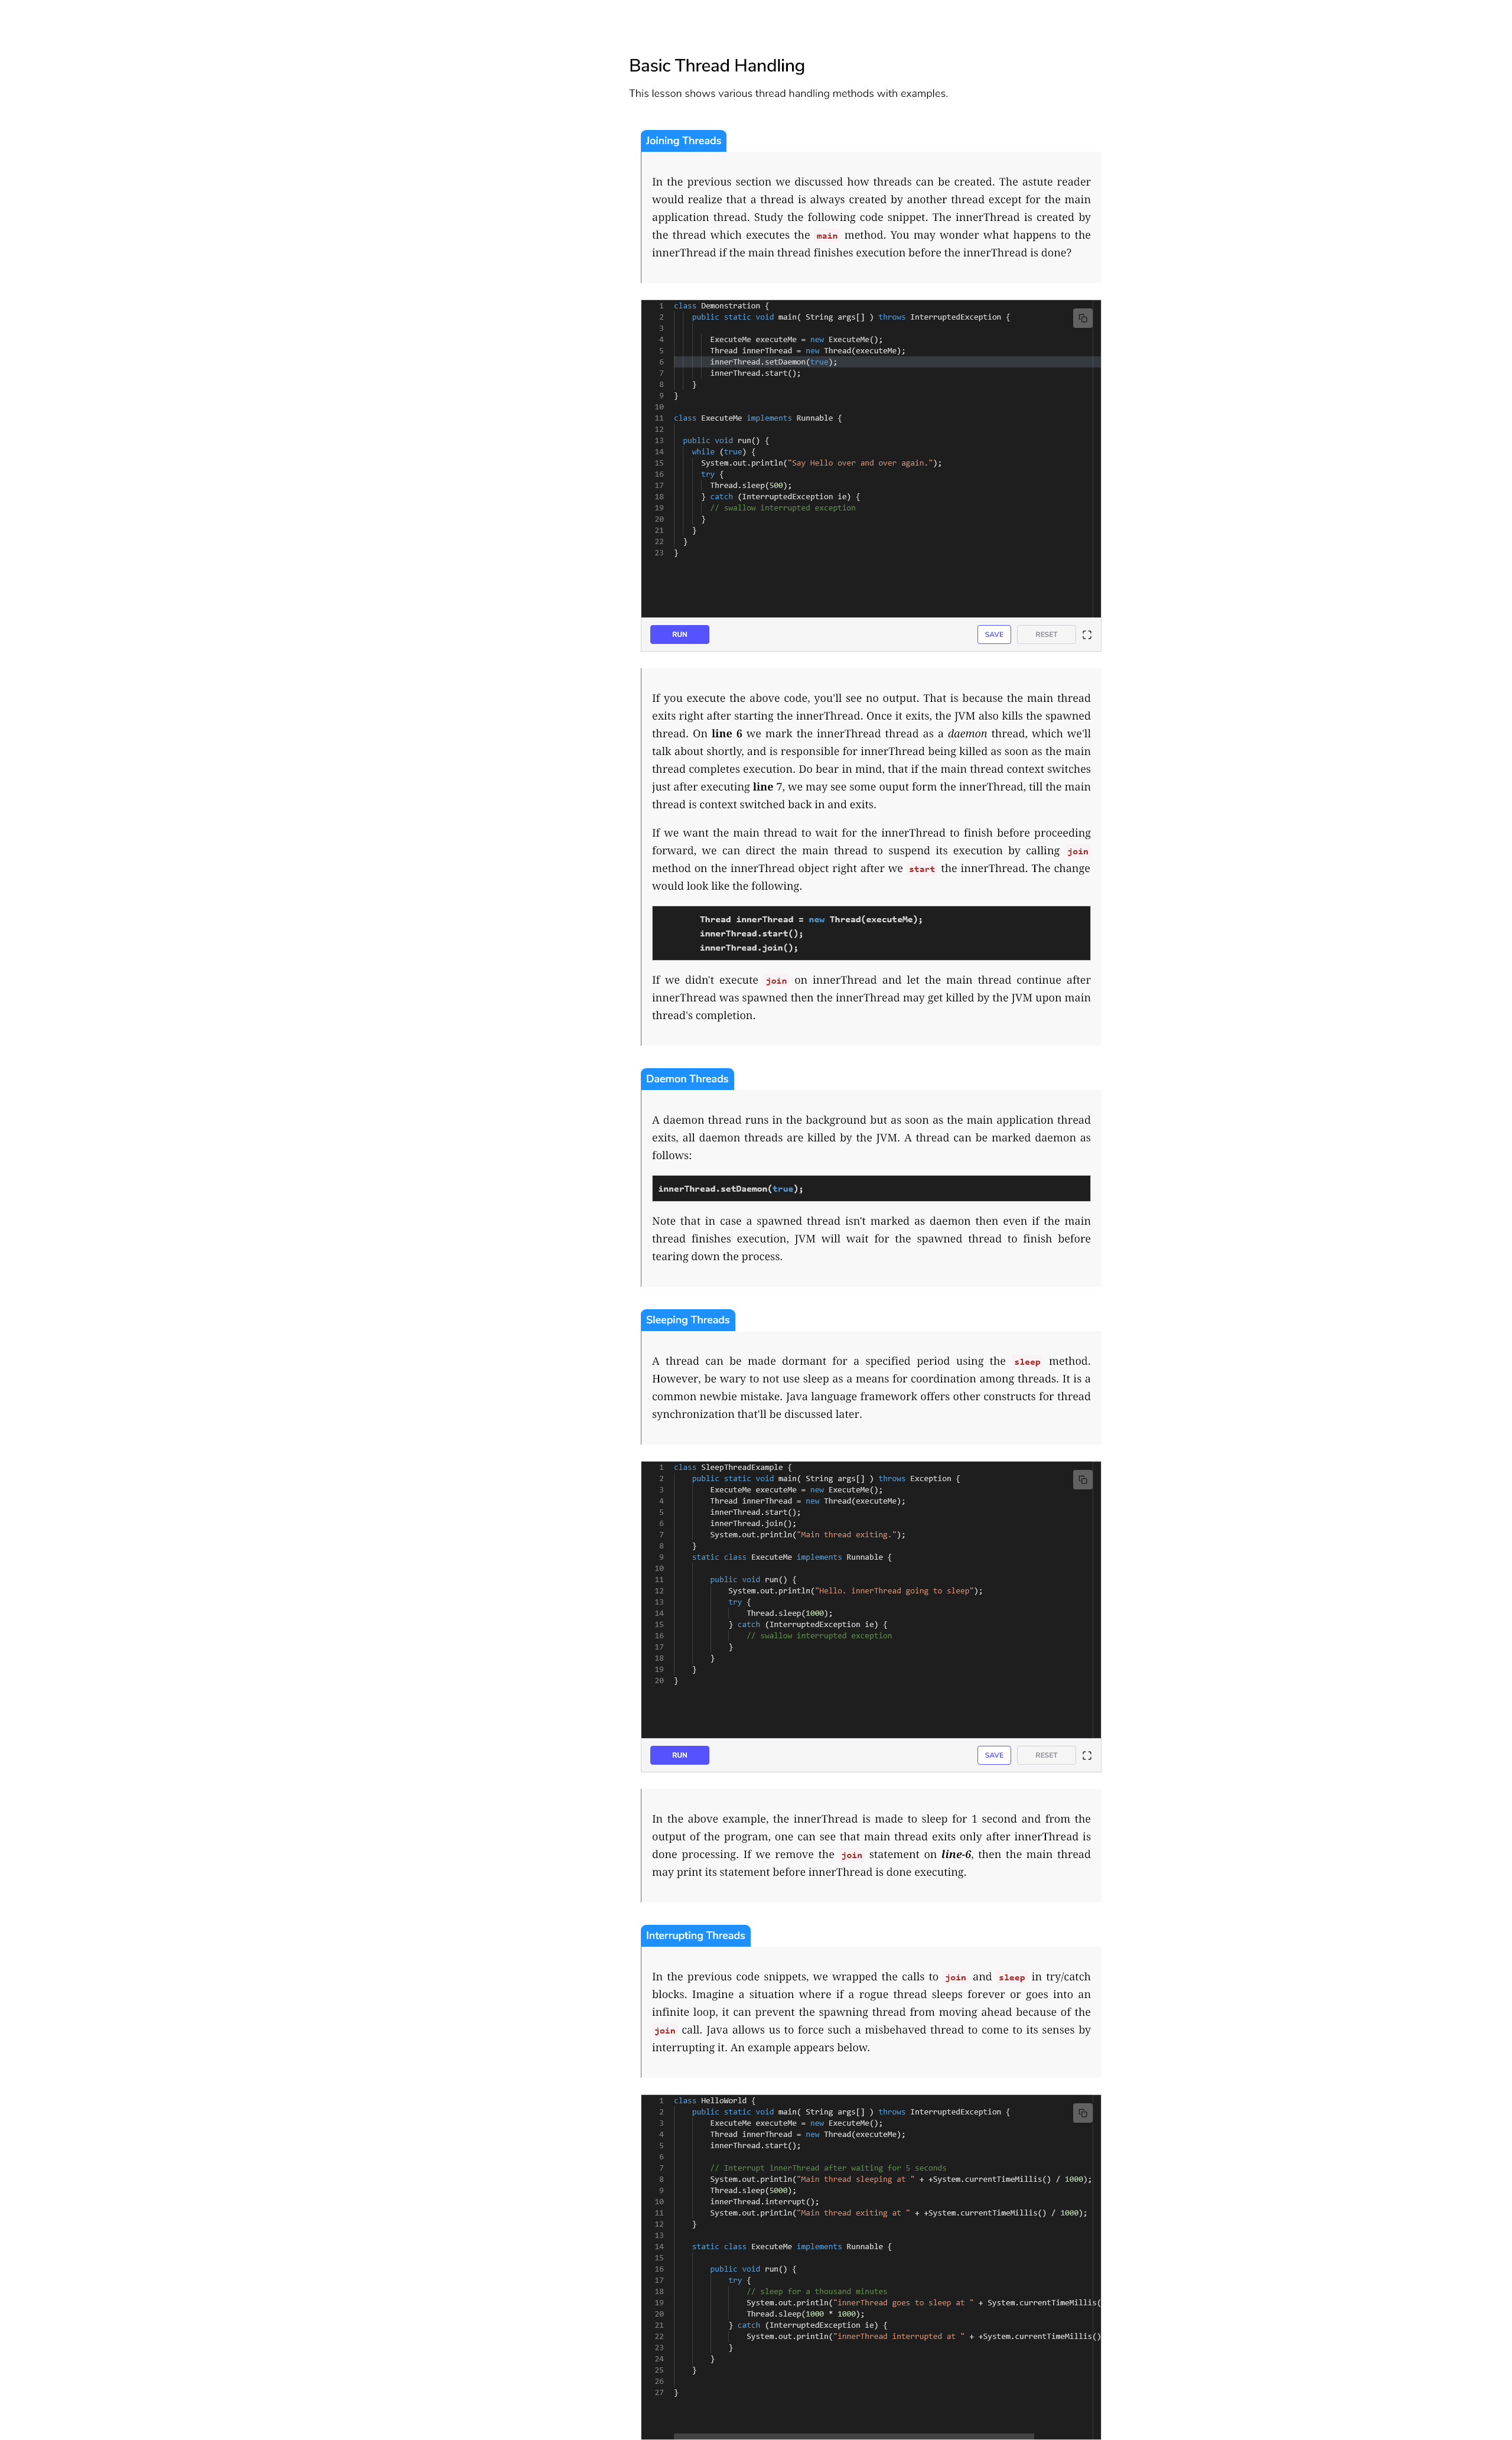 Basic Thread Handling
This lesson shows various thread handling methods with examples.
Joining Threads
In the previous section we discussed how threads can be created. The astute reader
would realize that a thread is always created by another thread except for the main
application thread. Study the following code snippet. The innerThread is created by
the thread which executes the main method. You may wonder what happens to the
innerThread if the main thread finishes execution before the innerThread is done?
1 class Demonstration {
2     public static void main( String args[] ) throws InterruptedException {
3
4         ExecuteMe executeMe = new ExecuteMe();
5         Thread innerThread = new Thread(executeMe);
6         innerThread.setDaemon(true);
7         innerThread.start();
8     }
9 }
10
11 class ExecuteMe implements Runnable {
12
13   public void run() {
14     while (true) {
15       System.out.println("Say Hello over and over again.");
16       try {
17         Thread.sleep(500);
18       } catch (InterruptedException ie) {
19         // swallow interrupted exception
20       }
21     }
22   }
23 }
RUN SAVE RESET
If you execute the above code, you'll see no output. That is because the main thread
exits right after starting the innerThread. Once it exits, the JVM also kills the spawned
thread. On line 6 we mark the innerThread thread as a daemon thread, which we'll
talk about shortly, and is responsible for innerThread being killed as soon as the main
thread completes execution. Do bear in mind, that if the main thread context switches
just after executing line 7, we may see some ouput form the innerThread, till the main
thread is context switched back in and exits.
If we want the main thread to wait for the innerThread to finish before proceeding
forward, we can direct the main thread to suspend its execution by calling join
method on the innerThread object right after we start the innerThread. The change
would look like the following.
Thread innerThread = new Thread(executeMe);
innerThread.start();
innerThread.join();
If we didn't execute join on innerThread and let the main thread continue after
innerThread was spawned then the innerThread may get killed by the JVM upon main
thread's completion.
Daemon Threads
A daemon thread runs in the background but as soon as the main application thread
exits, all daemon threads are killed by the JVM. A thread can be marked daemon as
follows:
innerThread.setDaemon(true);
Note that in case a spawned thread isn't marked as daemon then even if the main
thread finishes execution, JVM will wait for the spawned thread to finish before
tearing down the process.
Sleeping Threads
A thread can be made dormant for a specified period using the sleep method.
However, be wary to not use sleep as a means for coordination among threads. It is a
common newbie mistake. Java language framework offers other constructs for thread
synchronization that'll be discussed later.
1 class SleepThreadExample {
2     public static void main( String args[] ) throws Exception {
3         ExecuteMe executeMe = new ExecuteMe();
4         Thread innerThread = new Thread(executeMe);
5         innerThread.start();
6         innerThread.join();
7         System.out.println("Main thread exiting.");
8     }
9     static class ExecuteMe implements Runnable {
10
11         public void run() {
12             System.out.println("Hello. innerThread going to sleep");
13             try {
14                 Thread.sleep(1000);
15             } catch (InterruptedException ie) {
16                 // swallow interrupted exception
17             }
18         }
19     }
20 }
RUN SAVE RESET
In the above example, the innerThread is made to sleep for 1 second and from the
output of the program, one can see that main thread exits only after innerThread is
done processing. If we remove the join statement on line-6, then the main thread
may print its statement before innerThread is done executing.
Interrupting Threads
In the previous code snippets, we wrapped the calls to join and sleep in try/catch
blocks. Imagine a situation where if a rogue thread sleeps forever or goes into an
infinite loop, it can prevent the spawning thread from moving ahead because of the
join call. Java allows us to force such a misbehaved thread to come to its senses by
interrupting it. An example appears below.
1 class HelloWorld {
2     public static void main( String args[] ) throws InterruptedException {
3         ExecuteMe executeMe = new ExecuteMe();
4         Thread innerThread = new Thread(executeMe);
5         innerThread.start();
6
7         // Interrupt innerThread after waiting for 5 seconds
8         System.out.println("Main thread sleeping at " + +System.currentTimeMillis() / 1000);
9         Thread.sleep(5000);
10         innerThread.interrupt();
11         System.out.println("Main thread exiting at " + +System.currentTimeMillis() / 1000);
12     }
13
14     static class ExecuteMe implements Runnable {
15
16         public void run() {
17             try {
18                 // sleep for a thousand minutes
19                 System.out.println("innerThread goes to sleep at " + System.currentTimeMillis(
20                 Thread.sleep(1000 * 1000);
21             } catch (InterruptedException ie) {
22                 System.out.println("innerThread interrupted at " + +System.currentTimeMillis()
23             }
24         }
25     }
26
27 }